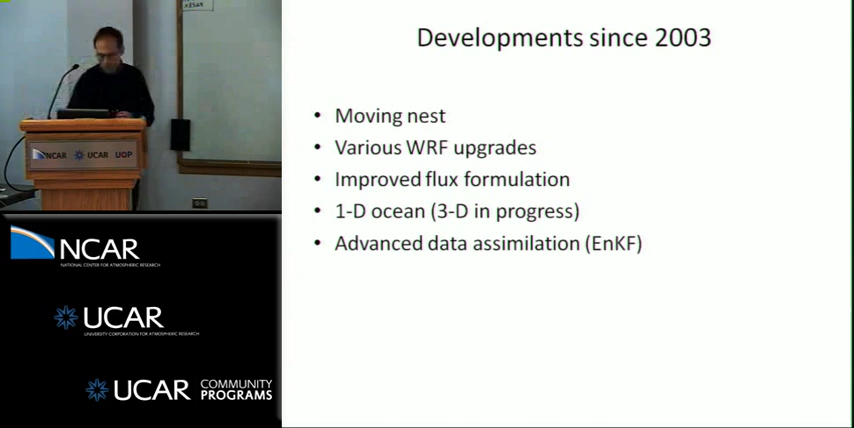 NCAR UCAR UOP
NCAR
NATIONAL CENTER FOR ATMOSPHERIC RESEARCH
UCAR
UNIVERSITY CORPORATION FOR ATMOSPHERIC RESEARCH
UCAR COMMUNITY
PROGRAMS
Developments since 2003
• Moving nest
• Various WRF upgrades
• Improved flux formulation
• 1-D ocean (3-D in progress)
• Advanced data assimilation (EnKF)